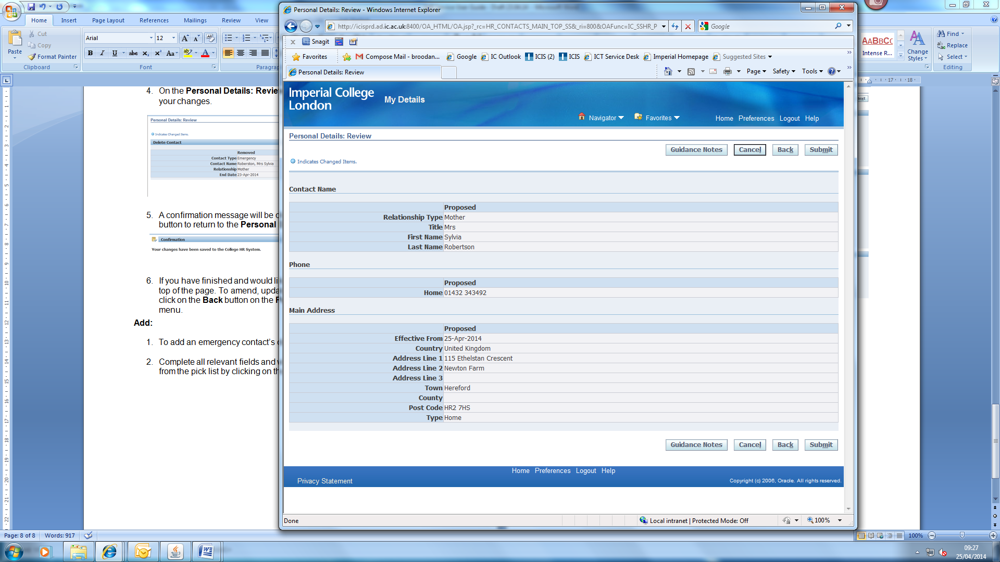 Personal Details: Review - Windows Internet Explorer
http://icisprd.ad.ic.ac.uk:8400/OA_HTML/OA.jsp?_rc=HR_CONTACTS_MAIN_TOP_SS&_ri=800&OAFunc=IC_SSHR_P
Google
x Snagit
Favorites Compose Mail - broodan... Google IC Outlook ICIS (2) ICIS ICT Service Desk Imperial Homepage Suggested Sites
Personal Details: Review
Page Safety Tools
Home Insert Page Layout References Mailings Review View
Paste
Cut
Copy
Format Painter
Clipboard
Arial 12
B I U abc X₂ X² Aa
Font
Paragrap
AaBbCc
Intense R...
Change Styles
Find
Replace
Select
Editing
17 18
4. On the Personal Details: Revie
your changes.
Personal Details: Review
Indicates Changed Items.
Delete Contact
Removed
Contact Type Emergency
Contact Name Roberston, Mrs Sylvia
Relationship Mother
End Date 23-Apr-2014
5. A confirmation message will be
button to return to the Personal
Confirmation
Your changes have been saved to the College HR System.
6. If you have finished and would li
top of the page. To amend, upda
click on the Back button on the
menu.
Add:
1. To add an emergency contact's
2. Complete all relevant fields and
from the pick list by clicking on th
Imperial College
London
My Details
Navigator Favorites Home Preferences Logout Help
Personal Details: Review
Guidance Notes Cancel Back Submit
Indicates Changed Items.
Contact Name
Proposed
Relationship Type Mother
Title Mrs
First Name Sylvia
Last Name Robertson
Phone
Proposed
Home 01432 343492
Main Address
Proposed
Effective From 25-Apr-2014
Country United Kingdom
Address Line 1 115 Ethelstan Crescent
Address Line 2 Newton Farm
Address Line 3
Town Hereford
County
Post Code HR2 7HS
Type Home
Guidance Notes Cancel Back Submit
Home Preferences Logout Help
Privacy Statement
Copyright (c) 2006, Oracle. All rights reserved.
Done
Local intranet | Protected Mode: Off
100%
Page: 8 of 8 Words: 917
100%
09:27
25/04/2014